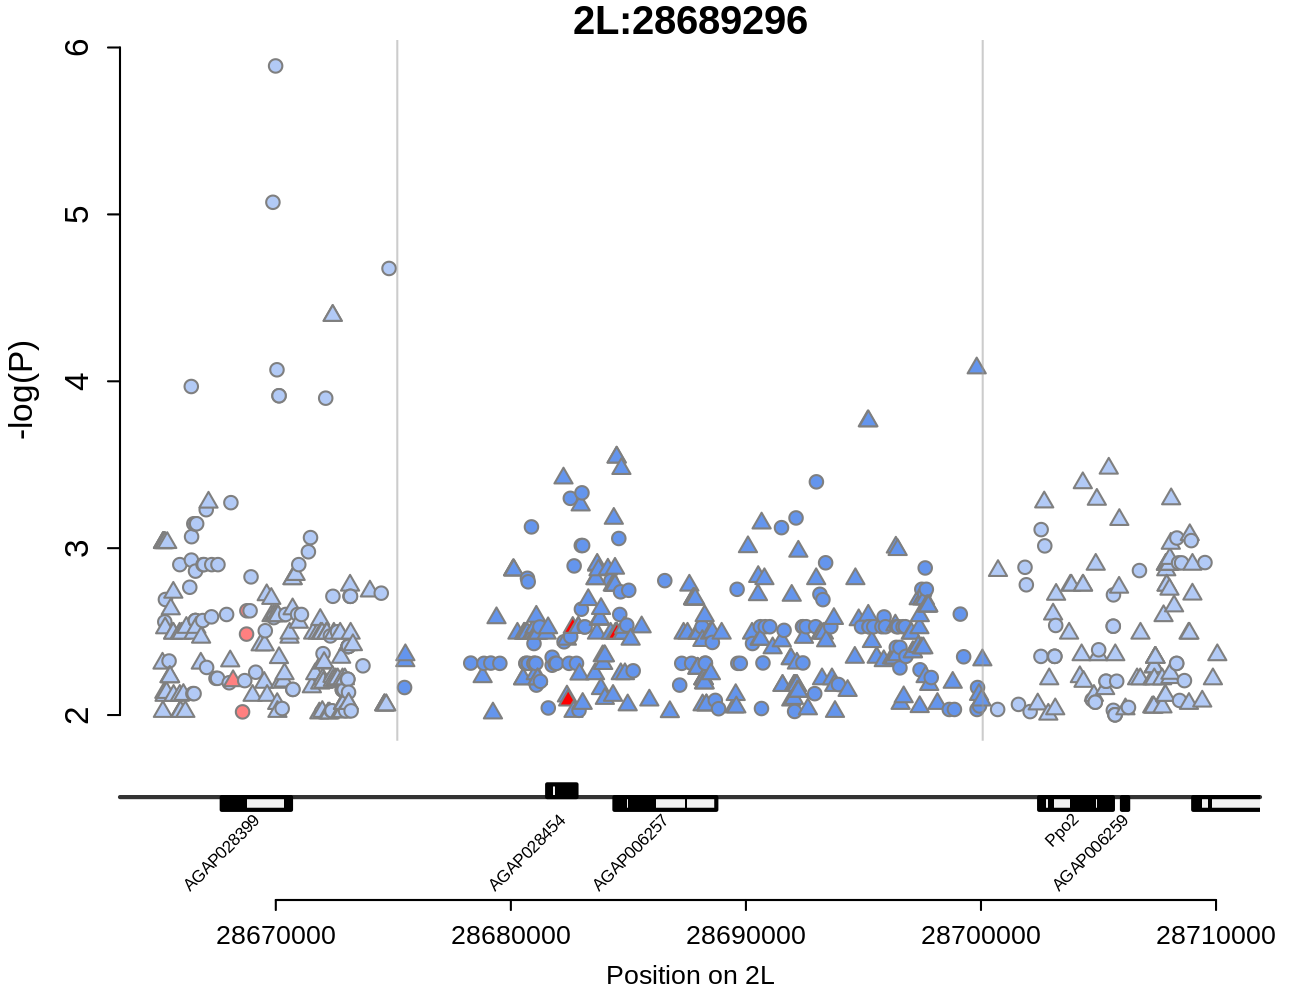 2L:28689296
-log(P)
6
5
4
3
2
AGAP028399
AGAP028454
AGAP006257
Ppo2
AGAP006259
28670000
28680000
28690000
28700000
28710000
Position on 2L